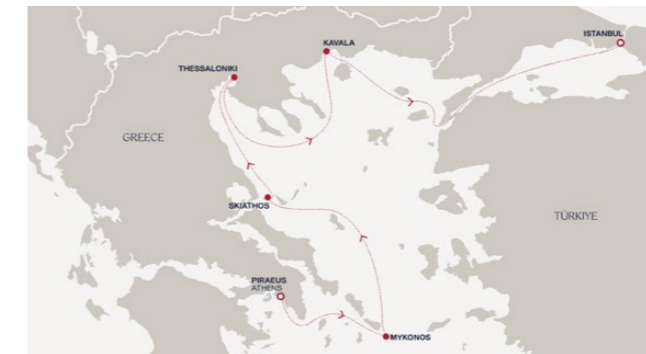 ISTANBUL
KAVALA
THESSALONIKI
GREECE
SKIATHOS
TÜRKIYE
PIRAEUS
ATHENS
MYKONOS